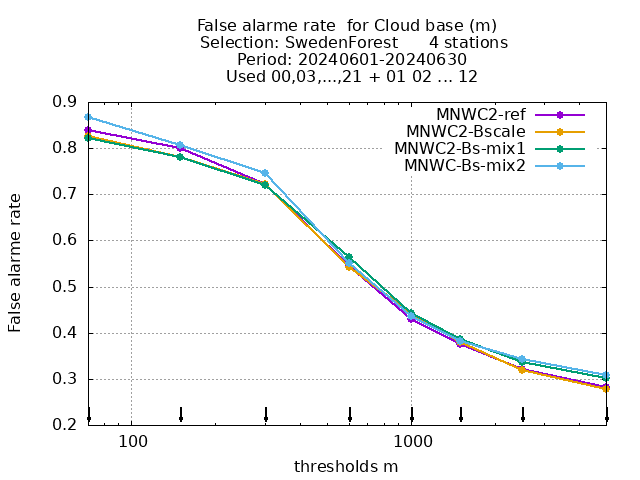 False alarme rate  for Cloud base (m)
Selection: SwedenForest      4 stations
Period: 20240601-20240630
Used 00,03,...,21 + 01 02 ... 12
MNWC2-ref
MNWC2-Bscale
MNWC2-Bs-mix1
MNWC-Bs-mix2
False alarme rate
0.9
0.8
0.7
0.6
0.5
0.4
0.3
0.2
100
1000
thresholds m